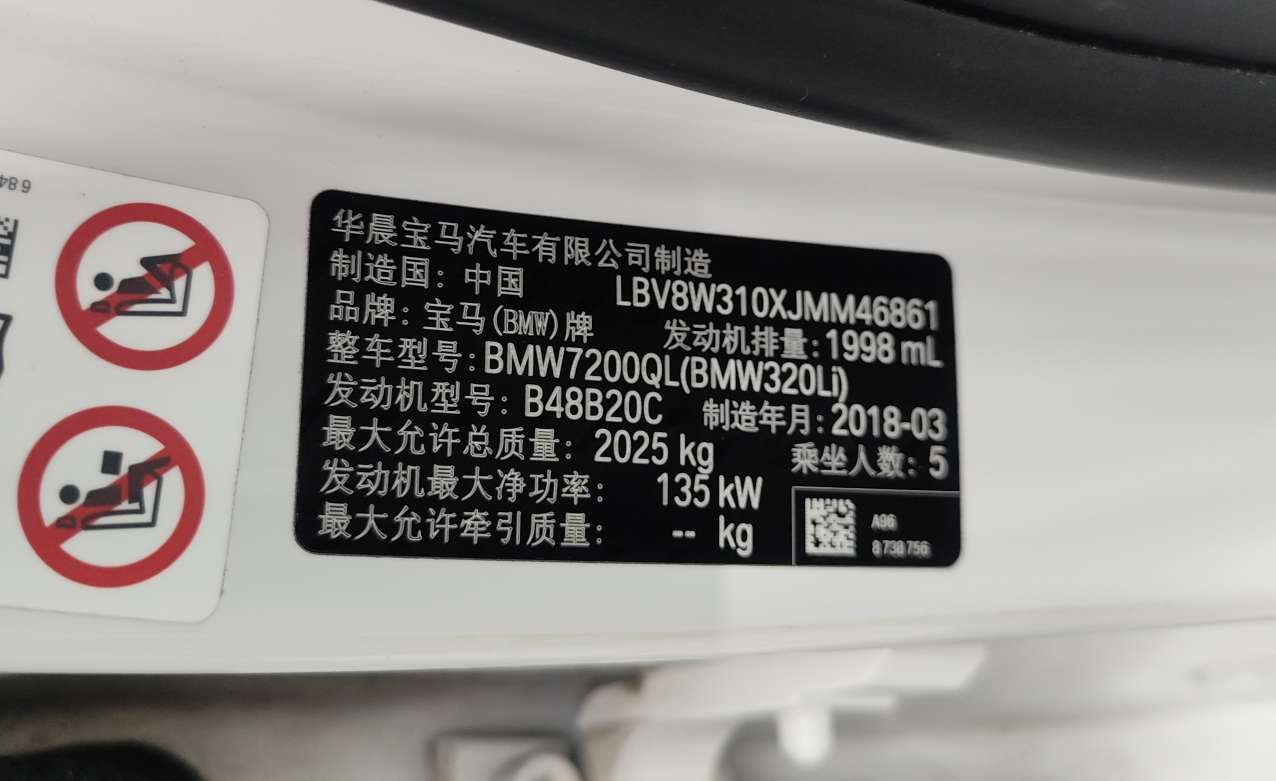 684
华晨宝马汽车有限公司制造
制造国: 中国 LBV8W310XJMM46861
品牌: 宝马(BMW)牌 发动机排量: 1998 mL
整车型号: BMW7200QL(BMW320Li)
发动机型号: B48B20C 制造年月: 2018-03
最大允许总质量: 2025 kg 乘坐人数: 5
发动机最大净功率: 135 kW
最大允许牵引质量: -- kg
A96
8738756